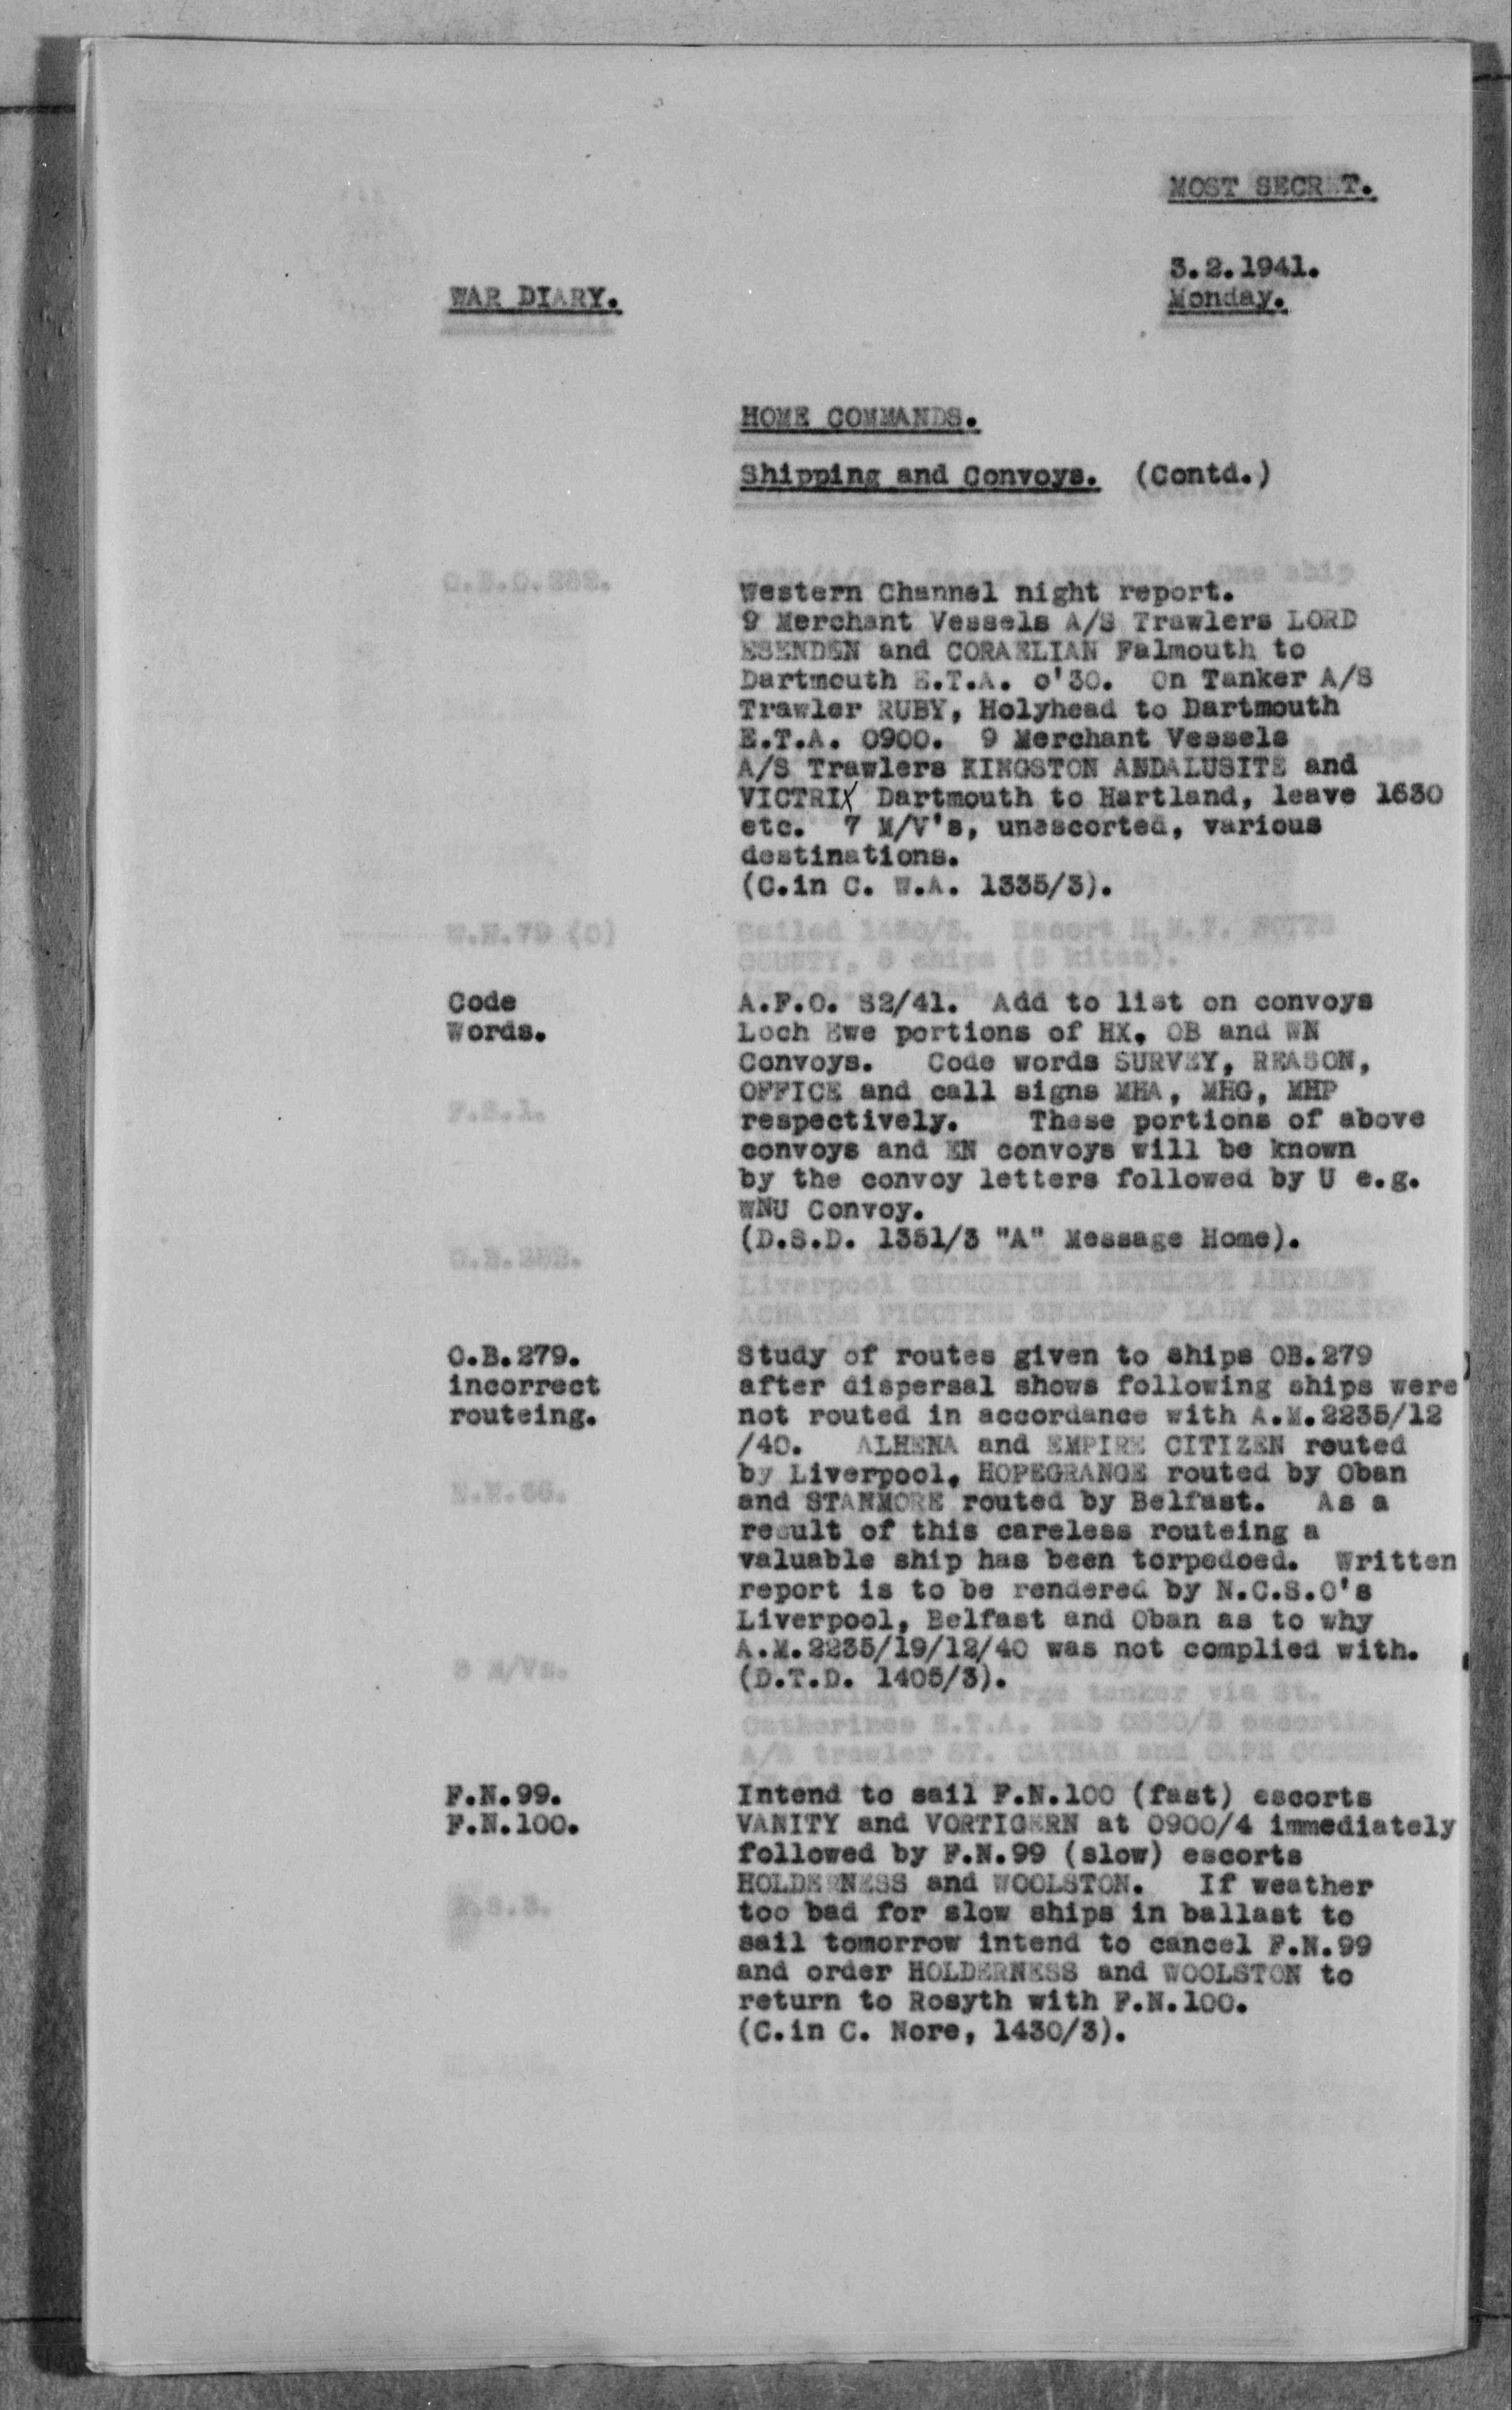 MOST SECRET.
3.2.1941.
WAR DIARY.
Monday.
HOME COMMANDS.
Shipping and Convoys. (Contd.)
Western Channel night report.
9 Merchant Vessels A/S Trawlers LORD
ESENDEN and CORAELIAN Falmouth to
Dartmouth E.T.A. o'30. On Tanker A/S
Trawler RUBY, Holyhead to Dartmouth
E.T.A. 0900. 9 Merchant Vessels
A/S Trawlers KINGSTON ANDALUSITE and
VICTRIX Dartmouth to Hartland, leave 1630
etc. 7 M/V's, unescorted, various
destinations.
(C.in C. W.A. 1335/3).
Code
Words.
A.F.O. 82/41. Add to list on convoys
Loch Ewe portions of HX, OB and WN
Convoys. Code words SURVEY, REASON,
OFFICE and call signs MHA, MHG, MHP
respectively. These portions of above
convoys and EN convoys will be known
by the convoy letters followed by U e.g.
WNU Convoy.
(D.S.D. 1351/3 "A" Message Home).
O.B.279.
incorrect
routeing.
Study of routes given to ships OB.279
after dispersal shows following ships were
not routed in accordance with A.M.2235/12
/40. ALHENA and EMPIRE CITIZEN routed
by Liverpool, HOPEGRANGE routed by Oban
and STANMORE routed by Belfast. As a
result of this careless routeing a
valuable ship has been torpedoed. Written
report is to be rendered by N.C.S.O's
Liverpool, Belfast and Oban as to why
A.M.2235/19/12/40 was not complied with.
(D.T.D. 1405/3).
F.N.99.
F.N.100.
Intend to sail F.N.100 (fast) escorts
VANITY and VORTIGERN at 0900/4 immediately
followed by F.N.99 (slow) escorts
HOLDERNESS and WOOLSTON. If weather
too bad for slow ships in ballast to
sail tomorrow intend to cancel F.N.99
and order HOLDERNESS and WOOLSTON to
return to Rosyth with F.N.100.
(C.in C. Nore, 1430/3).